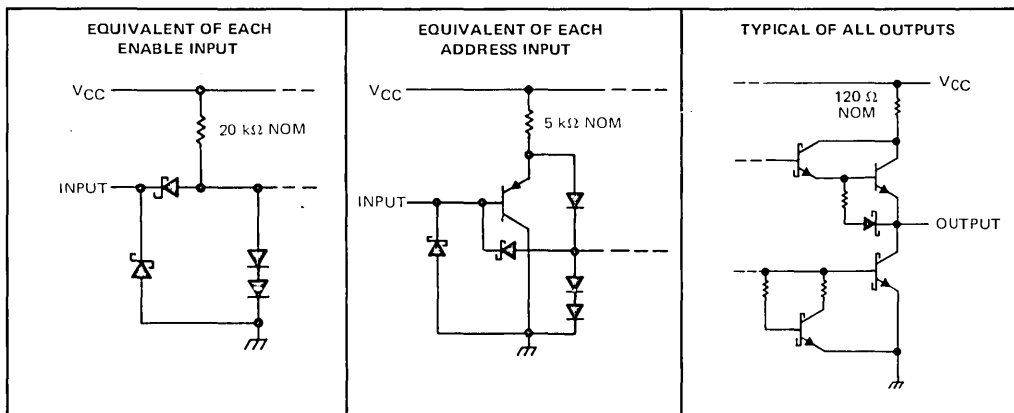 EQUIVALENT OF EACH
ENABLE INPUT
VCC
20 kΩ NOM
INPUT
EQUIVALENT OF EACH
ADDRESS INPUT
VCC
5 kΩ NOM
INPUT
TYPICAL OF ALL OUTPUTS
VCC
120 Ω
NOM
OUTPUT